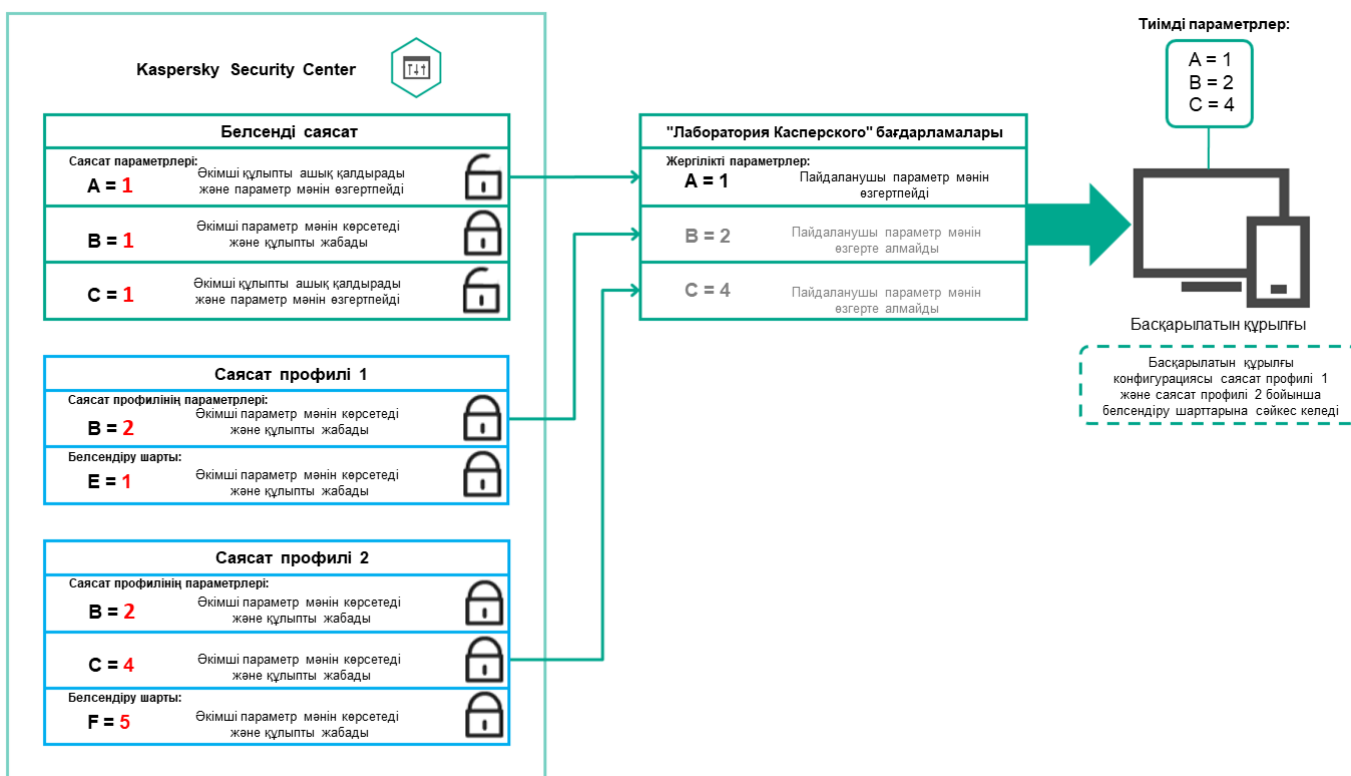 Kaspersky Security Center
Белсенді саясат
Саясат параметрлері:
A = 1
Әкімші құлыпты ашық қалдырады
және параметр мәнін өзгертпейді
B = 1
Әкімші параметр мәнін көрсетеді
және құлыпты жабады
C = 1
Әкімші құлыпты ашық қалдырады
және параметр мәнін өзгертпейді
Саясат профилі 1
Саясат профилінің параметрлері:
B = 2
Әкімші параметр мәнін көрсетеді
және құлыпты жабады
Белсендіру шарты:
E = 1
Әкімші параметр мәнін көрсетеді
және құлыпты жабады
Саясат профилі 2
Саясат профилінің параметрлері:
B = 2
Әкімші параметр мәнін көрсетеді
және құлыпты жабады
C = 4
Әкімші параметр мәнін көрсетеді
және құлыпты жабады
Белсендіру шарты:
F = 5
Әкімші параметр мәнін көрсетеді
және құлыпты жабады
"Лаборатория Касперского" бағдарламалары
Жергілікті параметрлер:
A = 1
Пайдаланушы параметр мәнін
өзгертпейді
B = 2
Пайдаланушы параметр мәнін
өзгерте алмайды
C = 4
Пайдаланушы параметр мәнін
өзгерте алмайды
Тиімді параметрлер:
A = 1
B = 2
C = 4
Басқарыпатын құрыпғы
Басқарыпатын құрыпғы
конфигурациясы саясат профилі 1
және саясат профилі 2 бойынша
белсендіру шарттарына сәйкес келеді